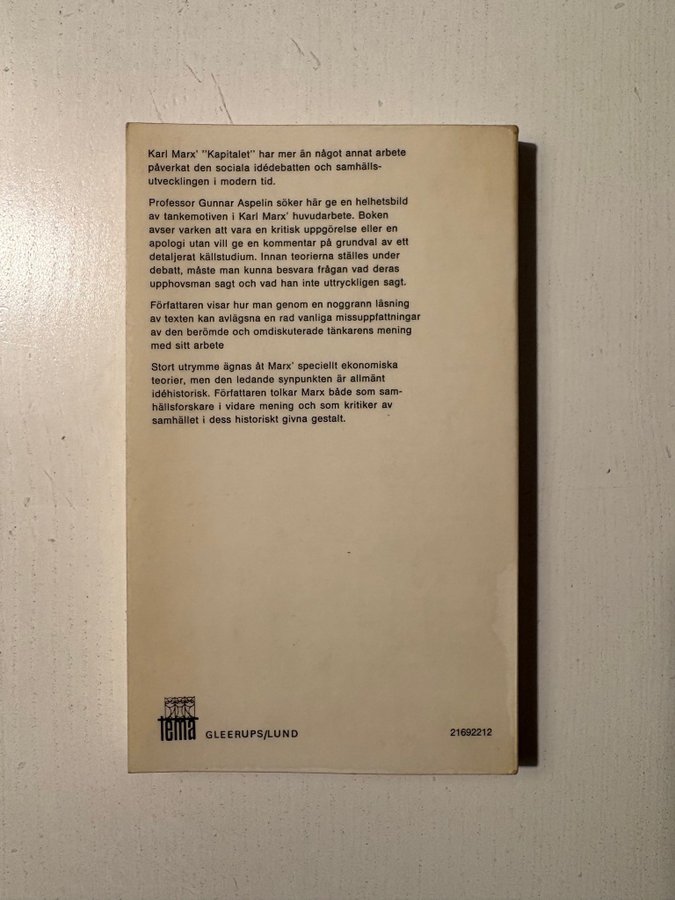 Karl Marx' ”Kapitalet” har mer än något annat arbete
påverkat den sociala idédebatten och samhälls-
utvecklingen i modern tid.
Professor Gunnar Aspelin söker här ge en helhetsbild
av tankemotiven i Karl Marx' huvudarbete. Boken
avser varken att vara en kritisk uppgörelse eller en
apologi utan vill ge en kommentar på grundval av ett
detaljerat källstudium. Innan teorierna ställes under
debatt, måste man kunna besvara frågan vad deras
upphovsman sagt och vad han inte uttryckligen sagt.
Författaren visar hur man genom en noggrann läsning
av texten kan avlägsna en rad vanliga missuppfattningar
av den berömde och omdiskuterade tänkarens mening
med sitt arbete
Stort utrymme ägnas åt Marx' speciellt ekonomiska
teorier, men den ledande synpunkten är allmänt
idéhistorisk. Författaren tolkar Marx både som sam-
hällsforskare i vidare mening och som kritiker av
samhället i dess historiskt givna gestalt.
tema GLEERUPS/LUND 21692212